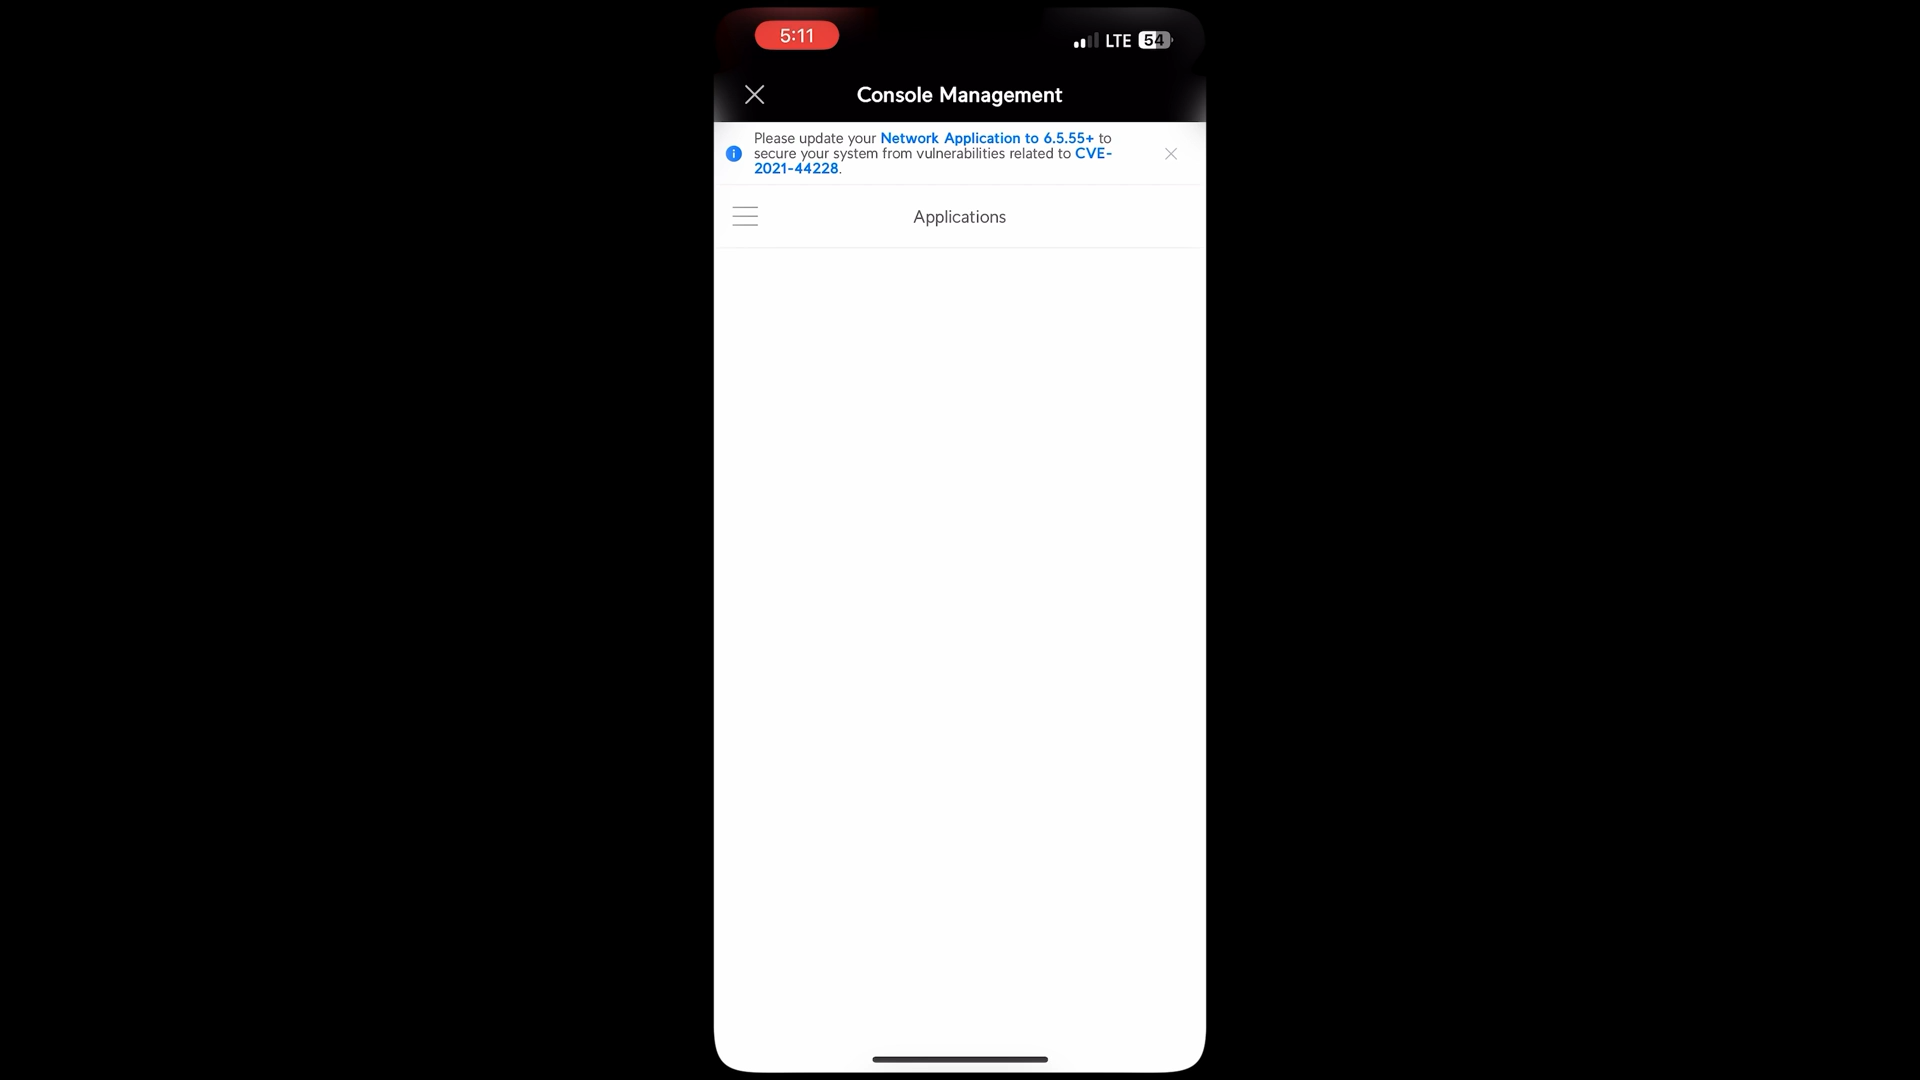 5:11
LTE 54
Console Management
Please update your Network Application to 6.5.55+ to
secure your system from vulnerabilities related to CVE-
2021-44228.
Applications